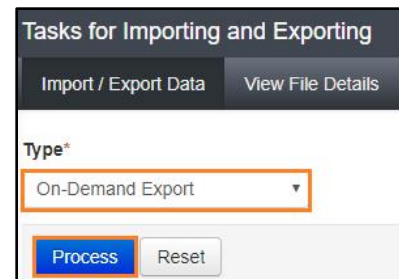 Tasks for Importing and Exporting
Import / Export Data View File Details
Type*
On-Demand Export
Process Reset